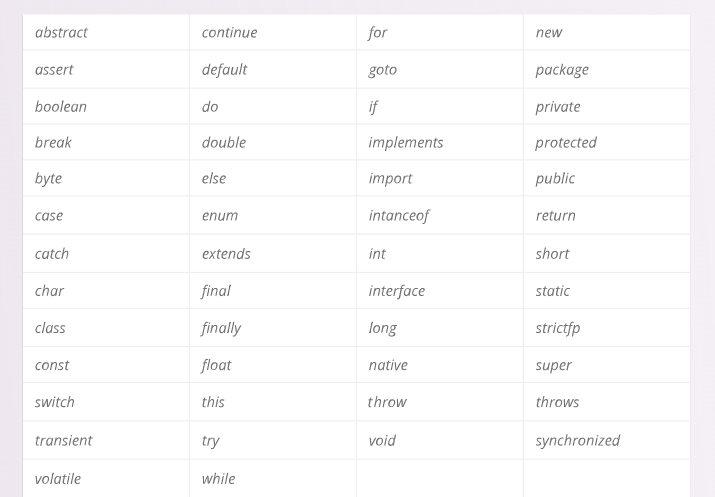 abstract continue for new
assert default goto package
boolean do if private
break double implements protected
byte else import public
case enum intanceof return
catch extends int short
char final interface static
class finally long strictfp
const float native super
switch this throw throws
transient try void synchronized
volatile while